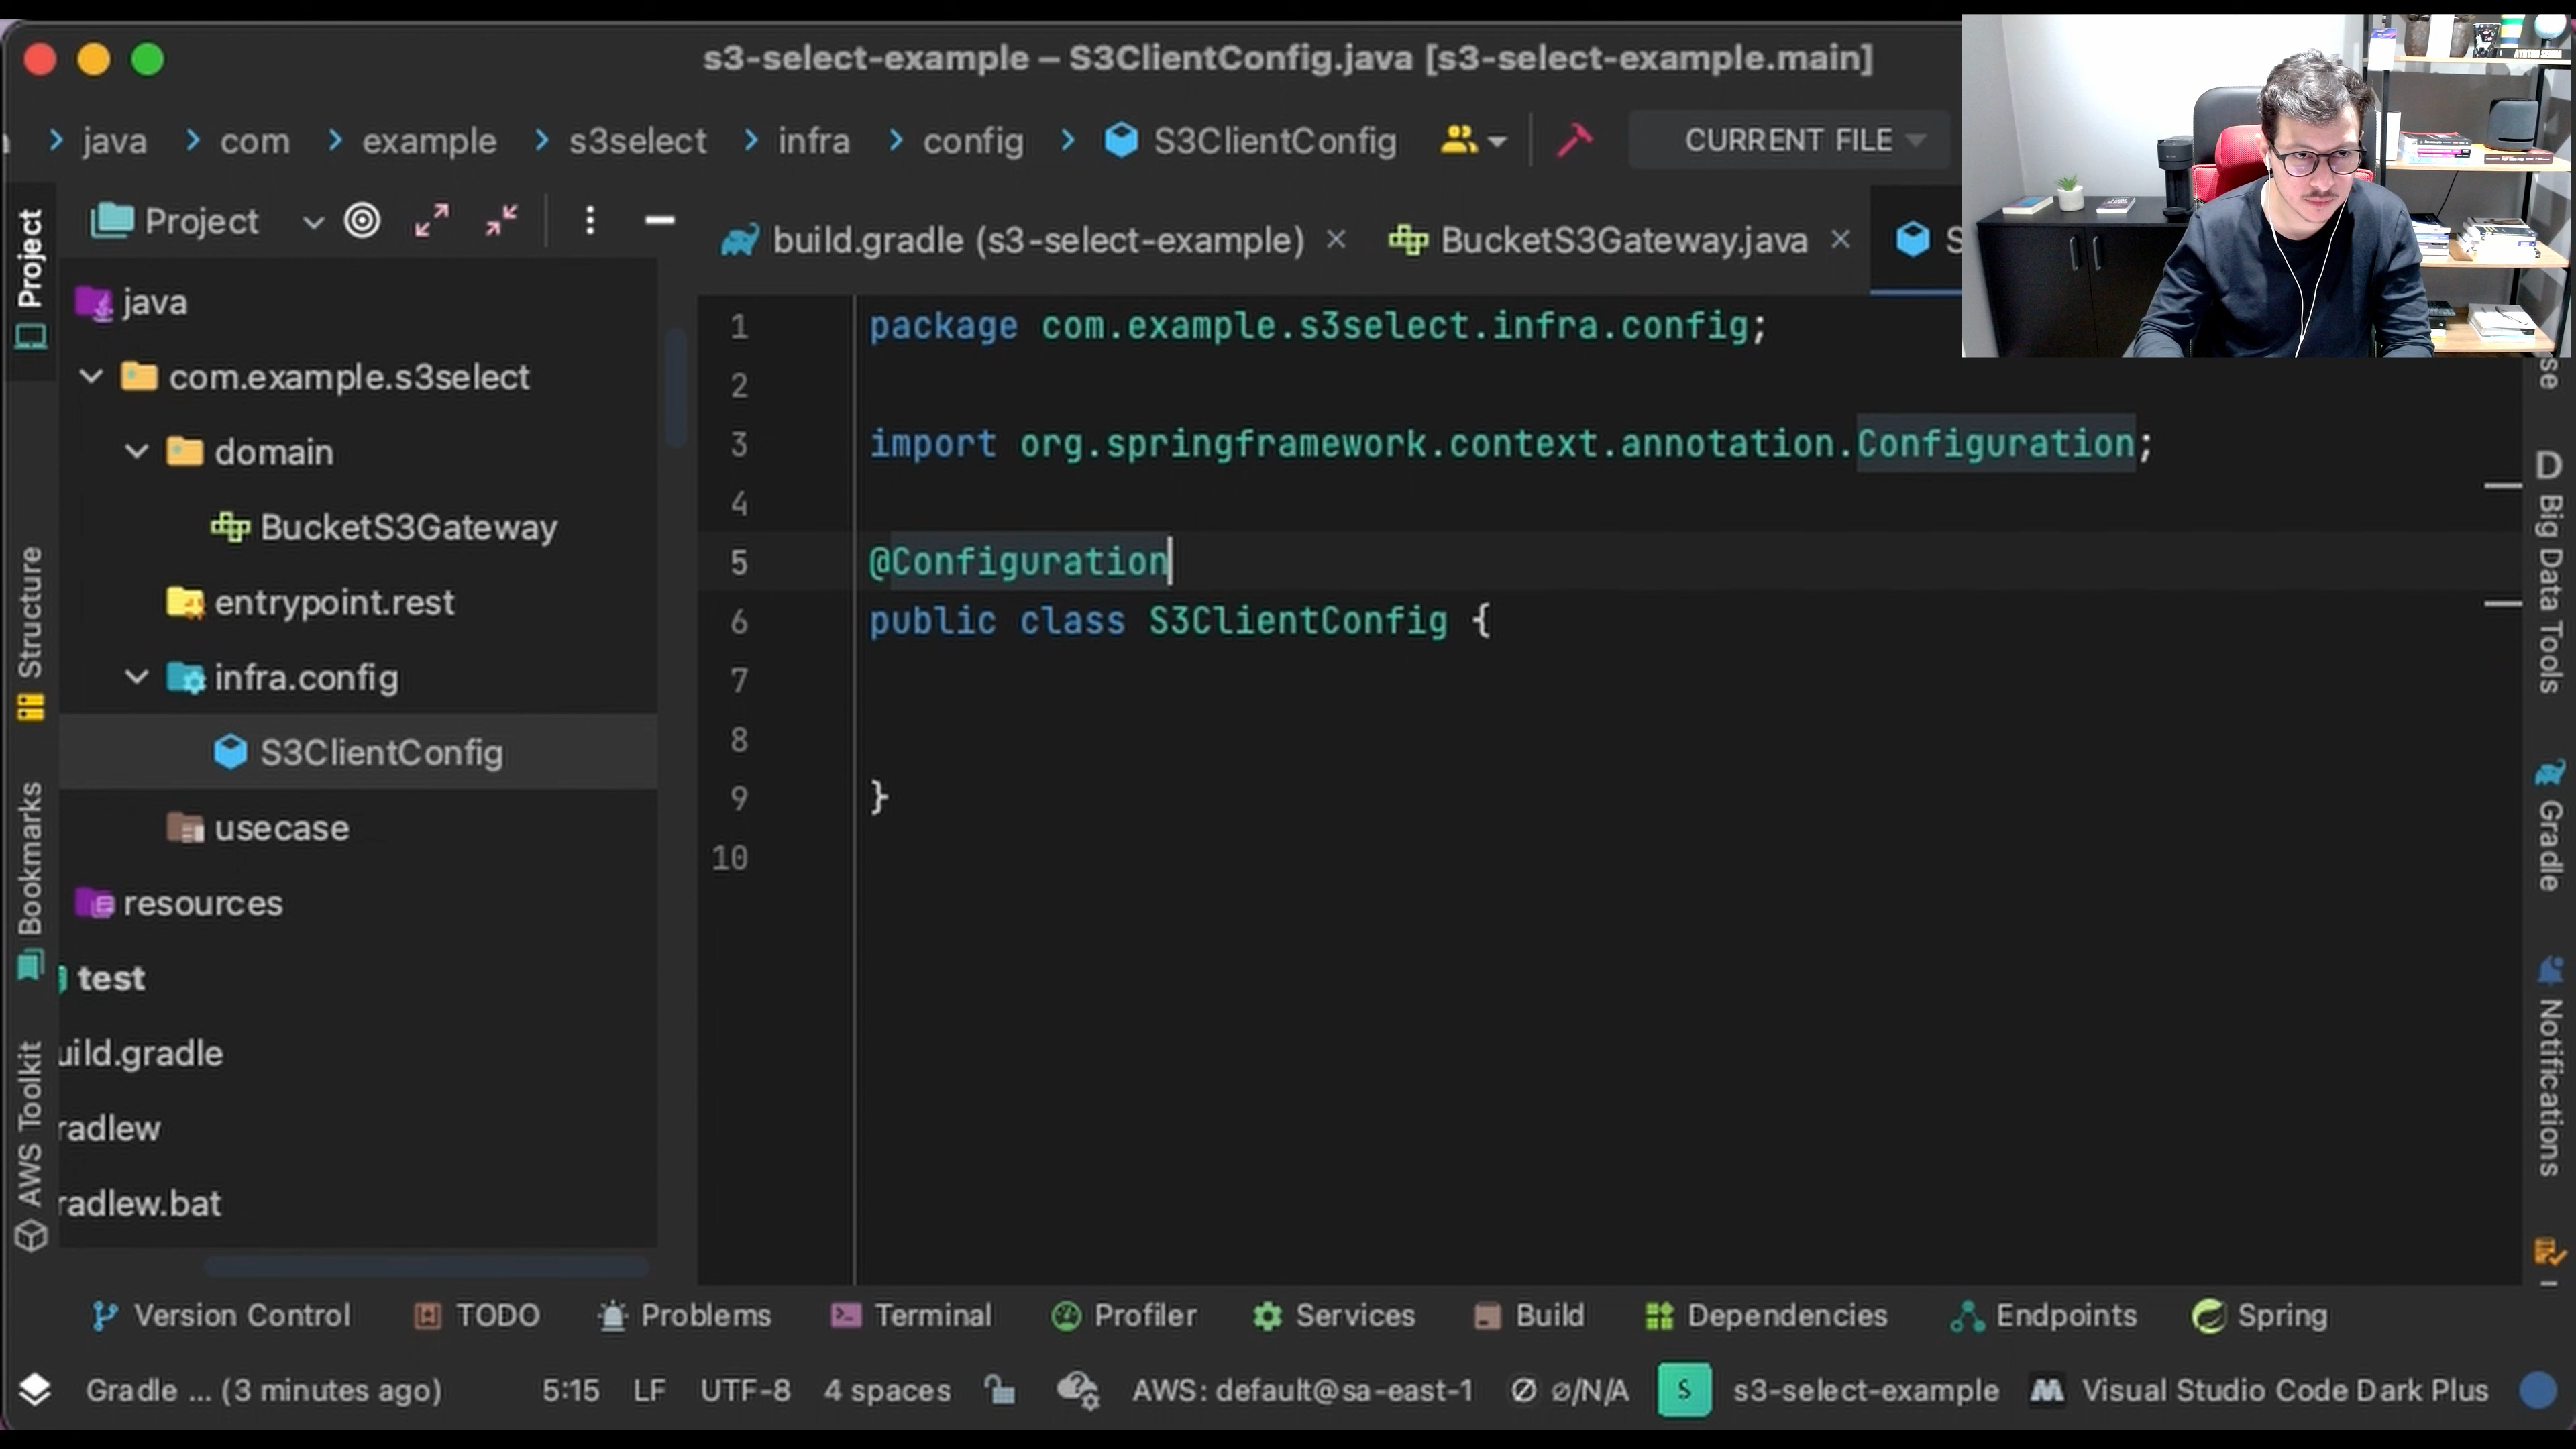 s3-select-example – S3ClientConfig.java [s3-select-example.main]
java > com > example > s3select > infra > config > S3ClientConfig
CURRENT FILE
Project
Project
Structure
Bookmarks
AWS Toolkit
java
com.example.s3select
domain
BucketS3Gateway
entrypoint.rest
infra.config
S3ClientConfig
usecase
resources
test
uild.gradle
radlew
radlew.bat
build.gradle (s3-select-example)
BucketS3Gateway.java
S
1 package com.example.s3select.infra.config;
2
3 import org.springframework.context.annotation.Configuration;
4
5 @Configuration
6 public class S3ClientConfig {
7
8
9 }
10
se
D
Big Data Tools
Gradle
Notifications
Version Control
TODO
Problems
Terminal
Profiler
Services
Build
Dependencies
Endpoints
Spring
Gradle ... (3 minutes ago)
5:15
LF
UTF-8
4 spaces
AWS: default@sa-east-1
∅/N/A
S
s3-select-example
Visual Studio Code Dark Plus